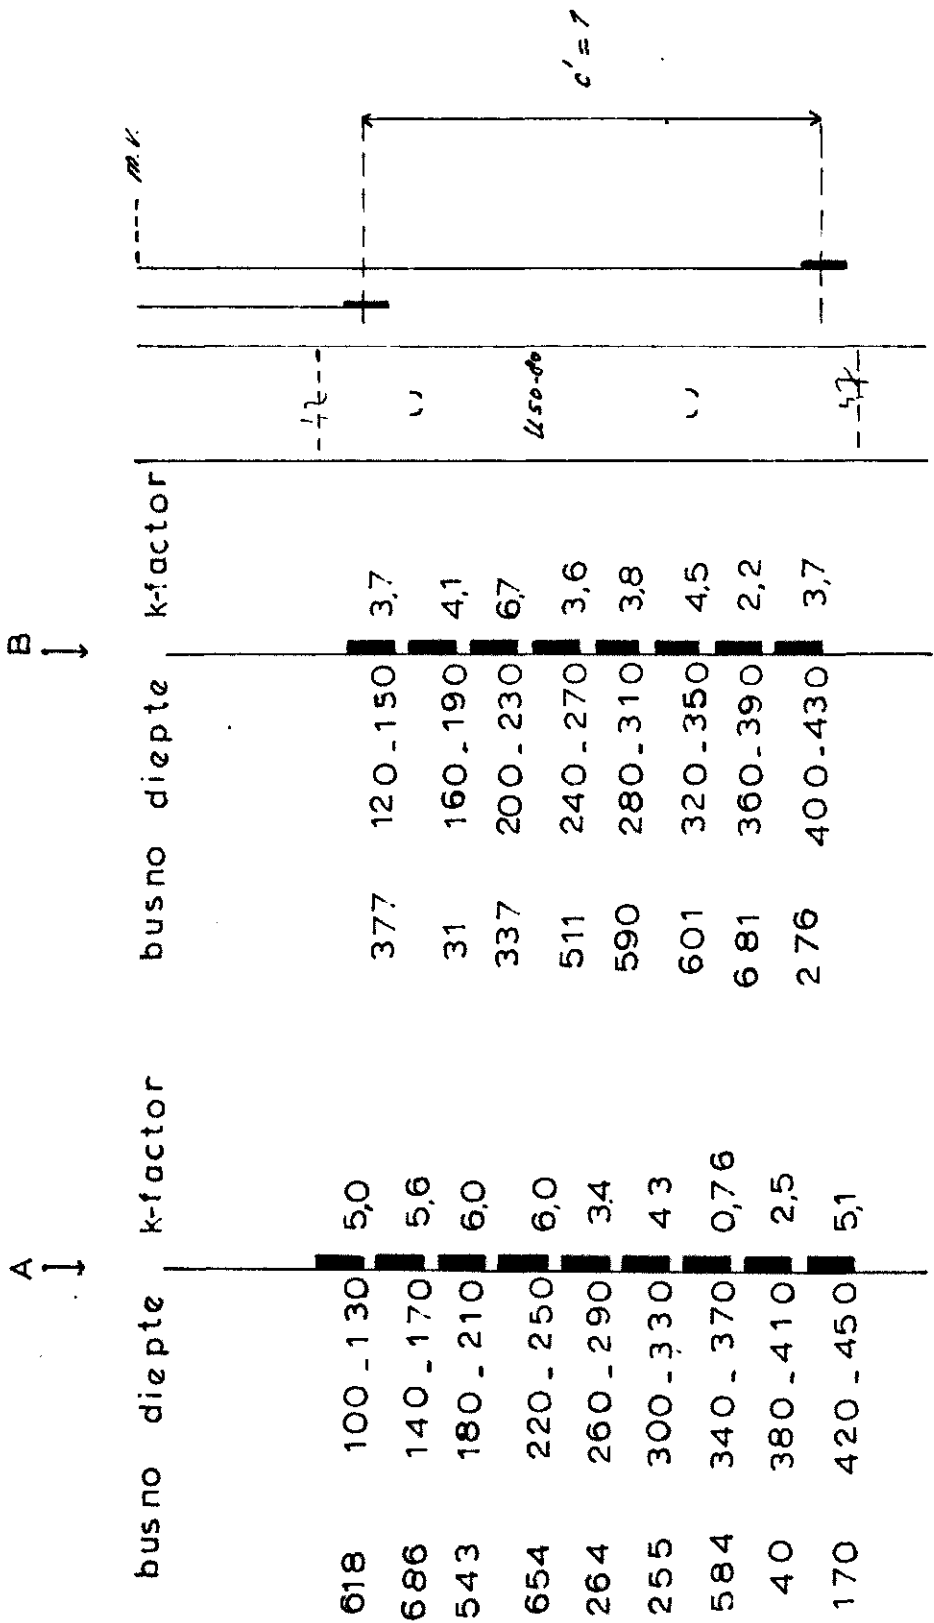 A
busno diepte k-factor
618 100-130 5,0
686 140-170 5,6
543 180-210 6,0
654 220-250 6,0
264 260-290 3.4
255 300-330 4 3
584 340-370 0,76
40 380-410 2,5
170 420-450 5,1
B
busno diepte k-factor
377 120-150 3,7
31 160-190 4,1
337 200-230 6,7
511 240-270 3,6
590 280-310 3,8
601 320-350 4,5
681 360-390 2,2
276 400-430 3,7
U50-80
m.v.
c' = ?